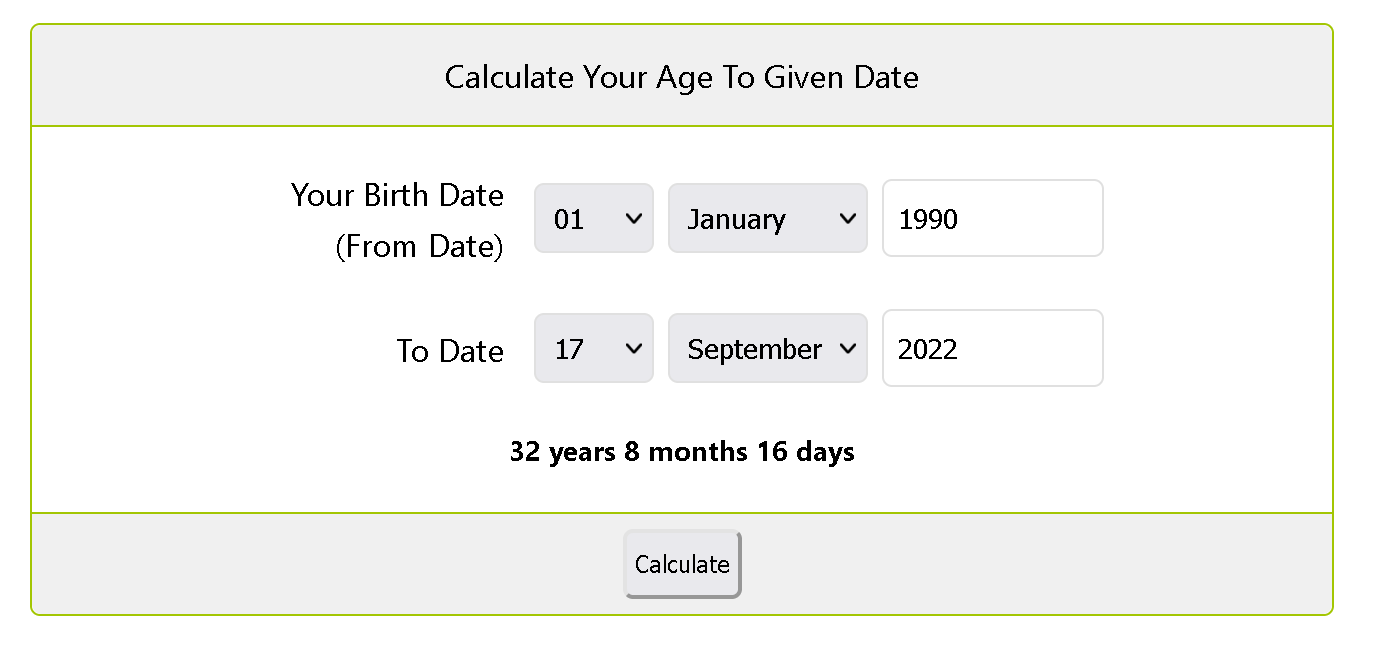 Calculate Your Age To Given Date
Your Birth Date
(From Date)
01 January 1990
To Date 17 September 2022
32 years 8 months 16 days
Calculate